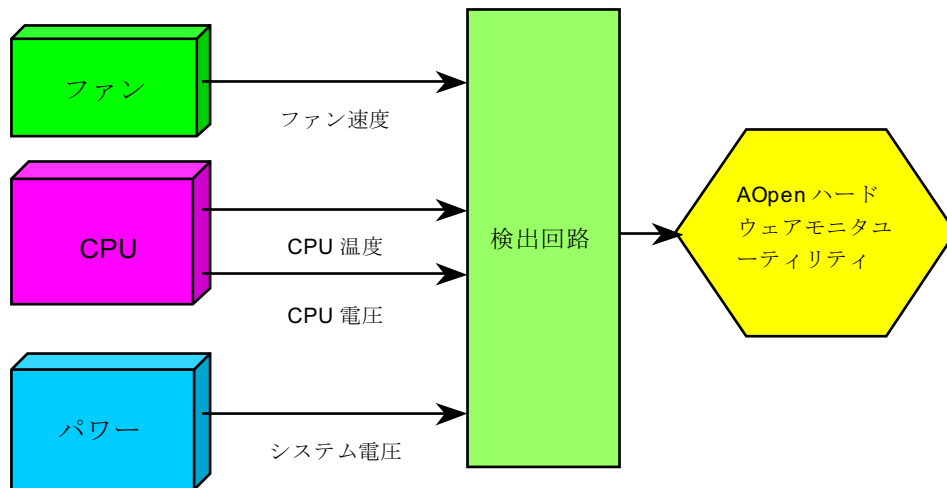 ファン
ファン速度
CPU
CPU 温度
CPU 電圧
パワー
システム電圧
検出回路
AOpen ハード
ウェアモニタユ
ーティリティ